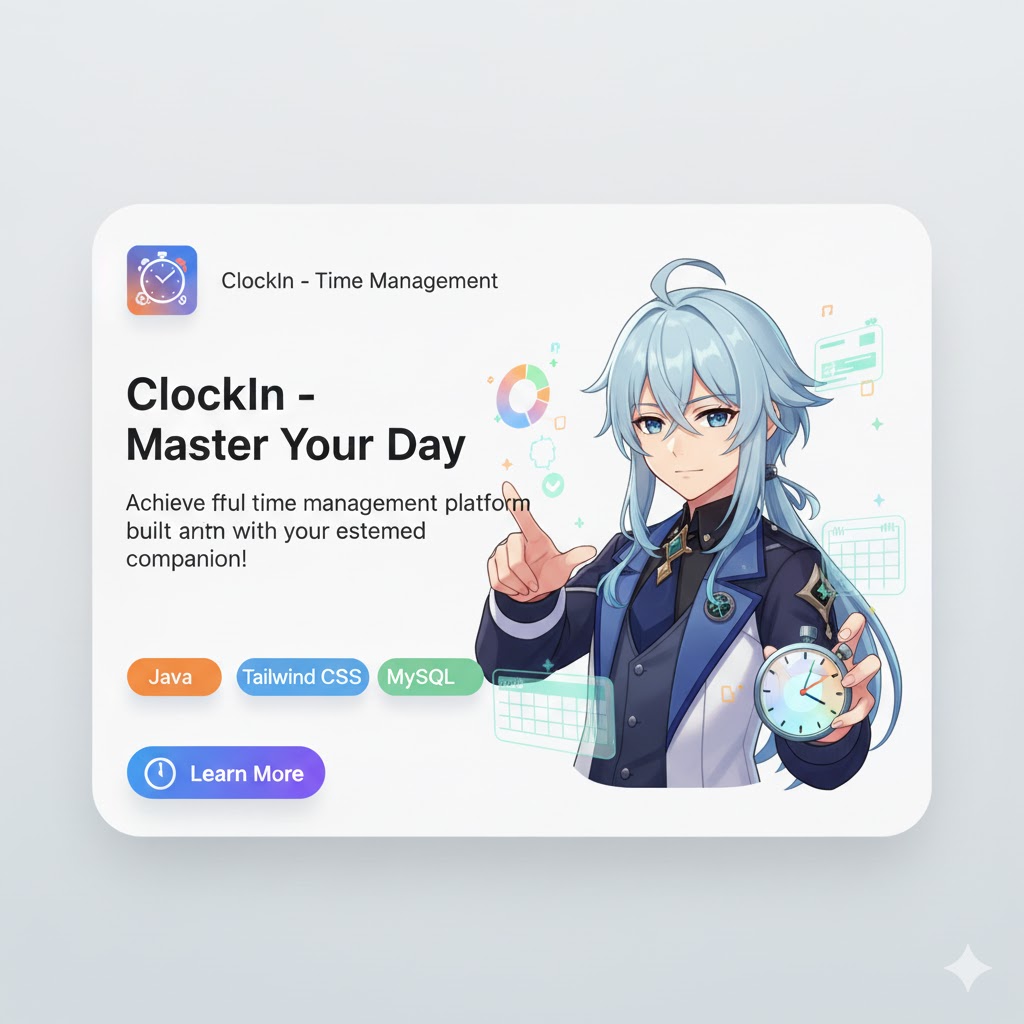 ClockIn - Time Management
ClockIn -
Master Your Day
Achieve fful time management platform
built antn with your estemed
companion!
Java
Tailwind CSS
MySQL
Learn More